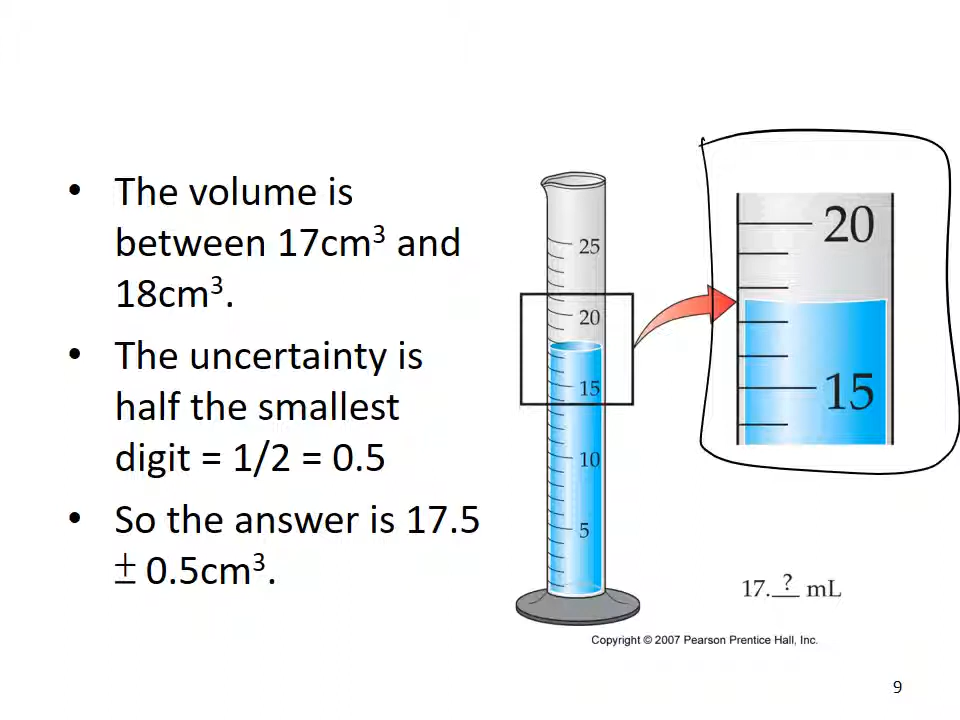 • The volume is
between 17cm³ and
18cm³.
• The uncertainty is
half the smallest
digit = 1/2 = 0.5
• So the answer is 17.5
± 0.5cm³.
25
20
15
10
5
20
15
17. ? mL
Copyright © 2007 Pearson Prentice Hall, Inc.
9